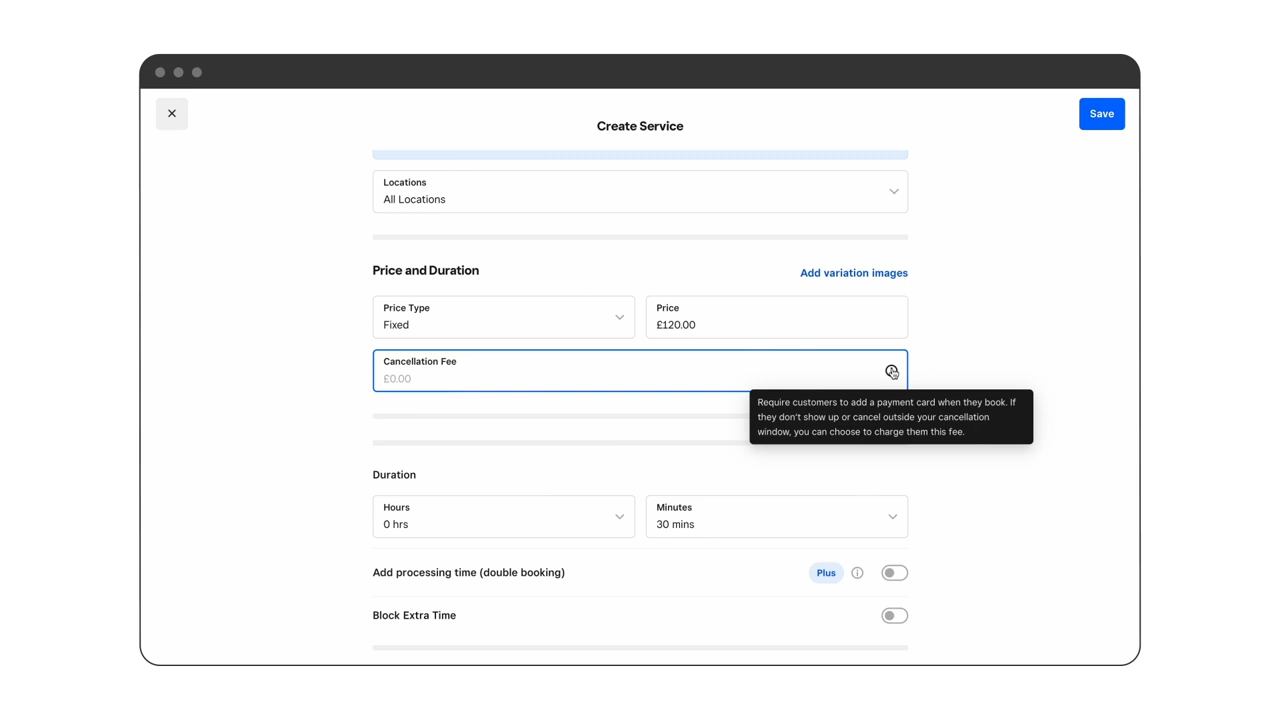 Create Service
Save
Locations
All Locations
Price and Duration
Add variation images
Price Type
Fixed
Price
£120.00
Cancellation Fee
£0.00
Require customers to add a payment card when they book. If
they don't show up or cancel outside your cancellation
window, you can choose to charge them this fee.
Duration
Hours
0 hrs
Minutes
30 mins
Add processing time (double booking)
Plus
Block Extra Time